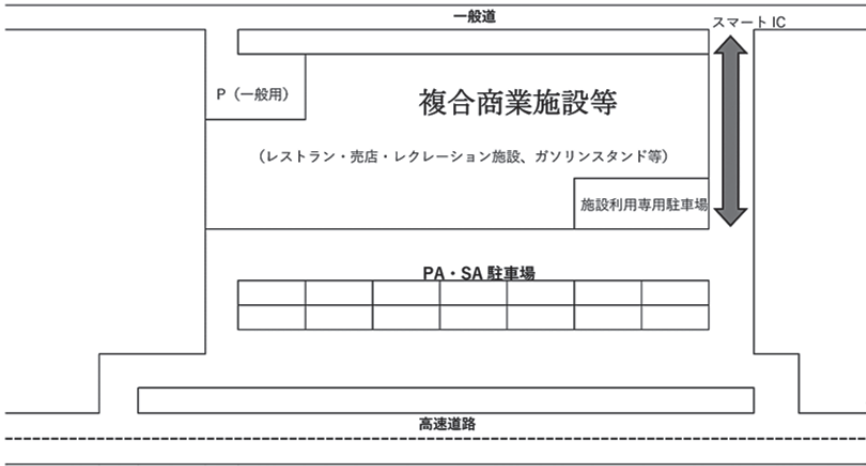 一般道
スマート IC
P（一般用）
複合商業施設等
（レストラン・売店・レクレーション施設、ガソリンスタンド等）
施設利用専用駐車場
PA・SA 駐車場
高速道路